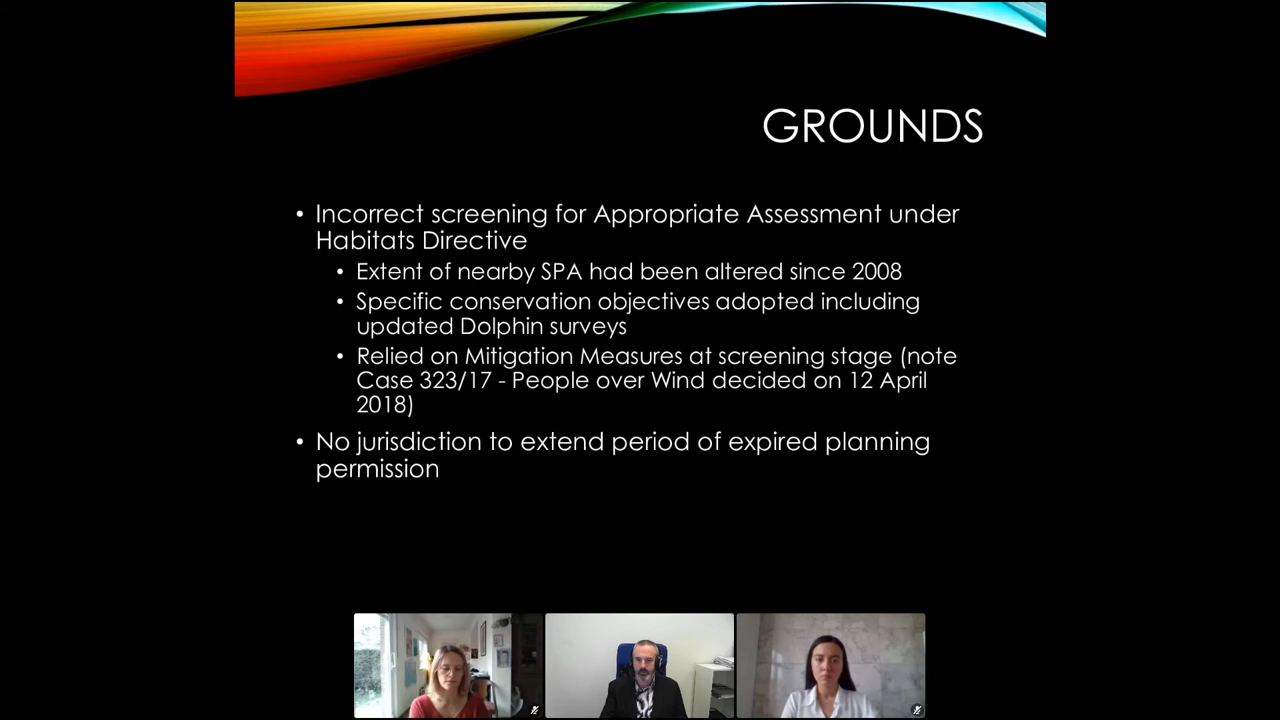 GROUNDS
• Incorrect screening for Appropriate Assessment under
Habitats Directive
• Extent of nearby SPA had been altered since 2008
• Specific conservation objectives adopted including
updated Dolphin surveys
• Relied on Mitigation Measures at screening stage (note
Case 323/17 - People over Wind decided on 12 April
2018)
• No jurisdiction to extend period of expired planning
permission